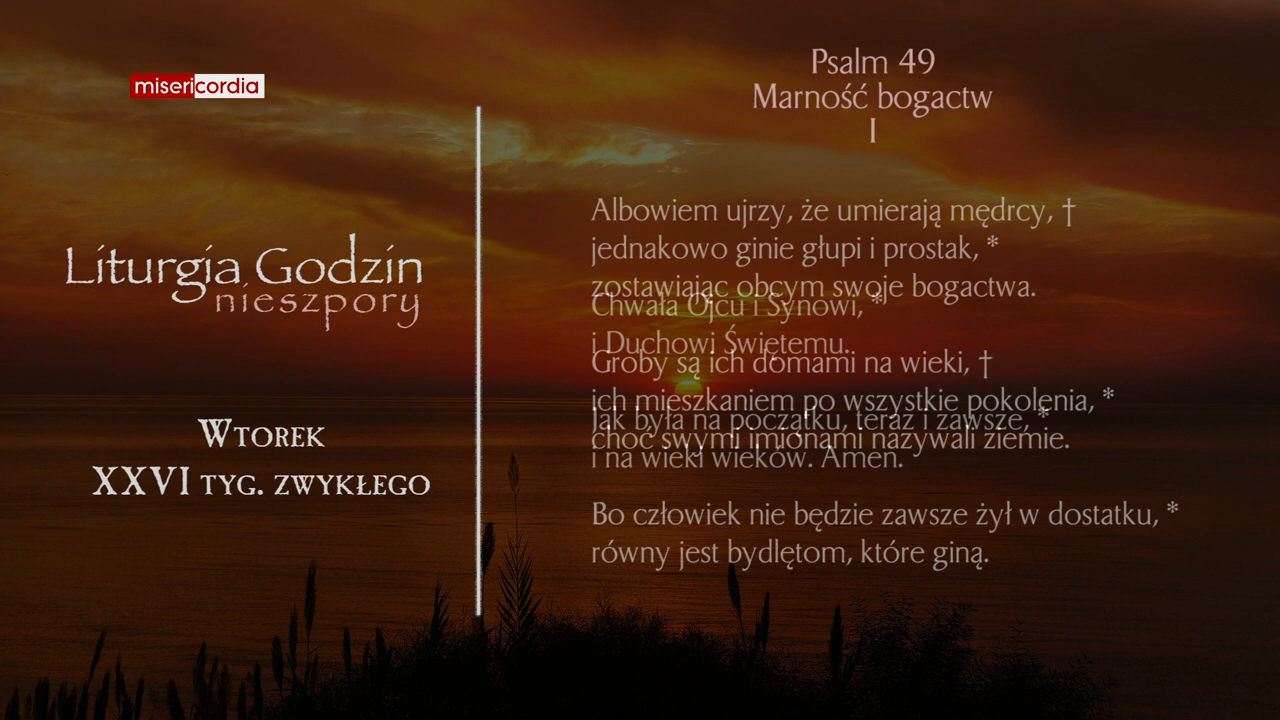 misericordia
Liturgia Godzin
nieszpory
Wtorek
XXVI tyg. zwykłego
Psalm 49
Marność bogactw
I
Albowiem ujrzy, że umierają mędrcy, †
jednakowo ginie głupi i prostak, *
zostawiając obcym swoje bogactwa.
Chwała Ojcu i Synowi, *
i Duchowi Świętemu.
Groby są ich domami na wieki, †
ich mieszkaniem po wszystkie pokolenia, *
Jak była na początku, teraz i zawsze, *
choć swymi imionami nazywali ziemie.
i na wieki wieków. Amen.
Bo człowiek nie będzie zawsze żył w dostatku, *
równy jest bydlętom, które giną.